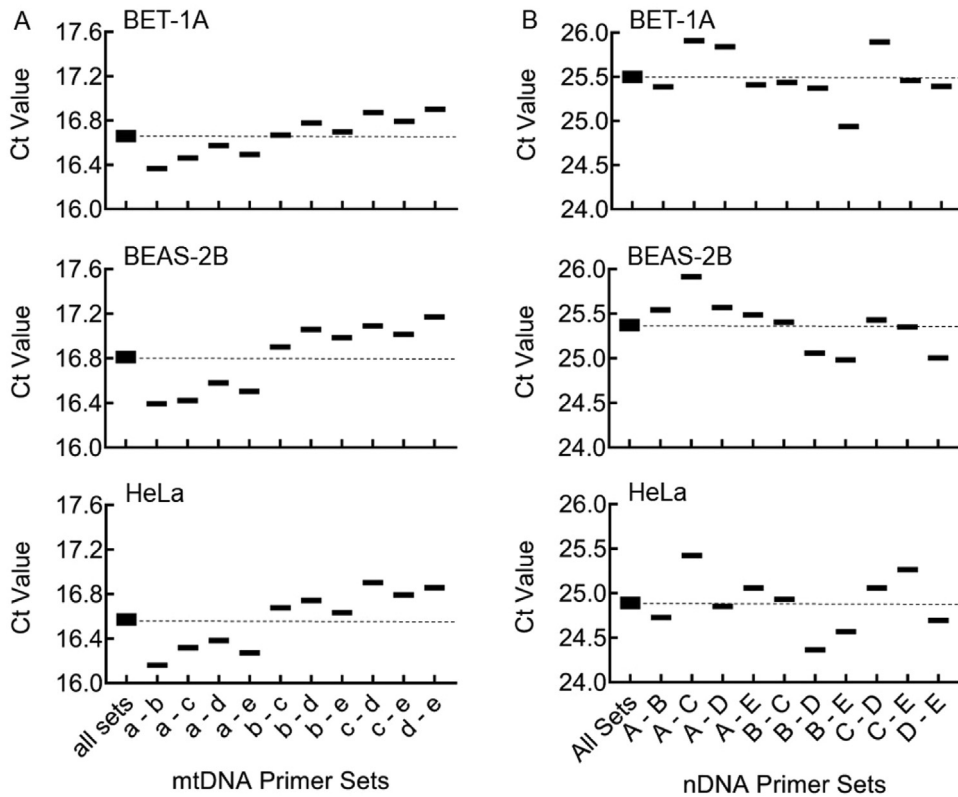 A
BET-1A
Ct Value
17.6
17.2
16.8
16.4
16.0
BEAS-2B
Ct Value
17.6
17.2
16.8
16.4
16.0
HeLa
Ct Value
17.6
17.2
16.8
16.4
16.0
all sets
a - b
a - c
a - d
a - e
b - c
b - d
b - e
c - d
c - e
d - e
mtDNA Primer Sets
B
BET-1A
Ct Value
26.0
25.5
25.0
24.5
24.0
BEAS-2B
Ct Value
26.0
25.5
25.0
24.5
24.0
HeLa
Ct Value
26.0
25.5
25.0
24.5
24.0
All Sets
A - B
A - C
A - D
A - E
B - C
B - D
B - E
C - D
C - E
D - E
nDNA Primer Sets